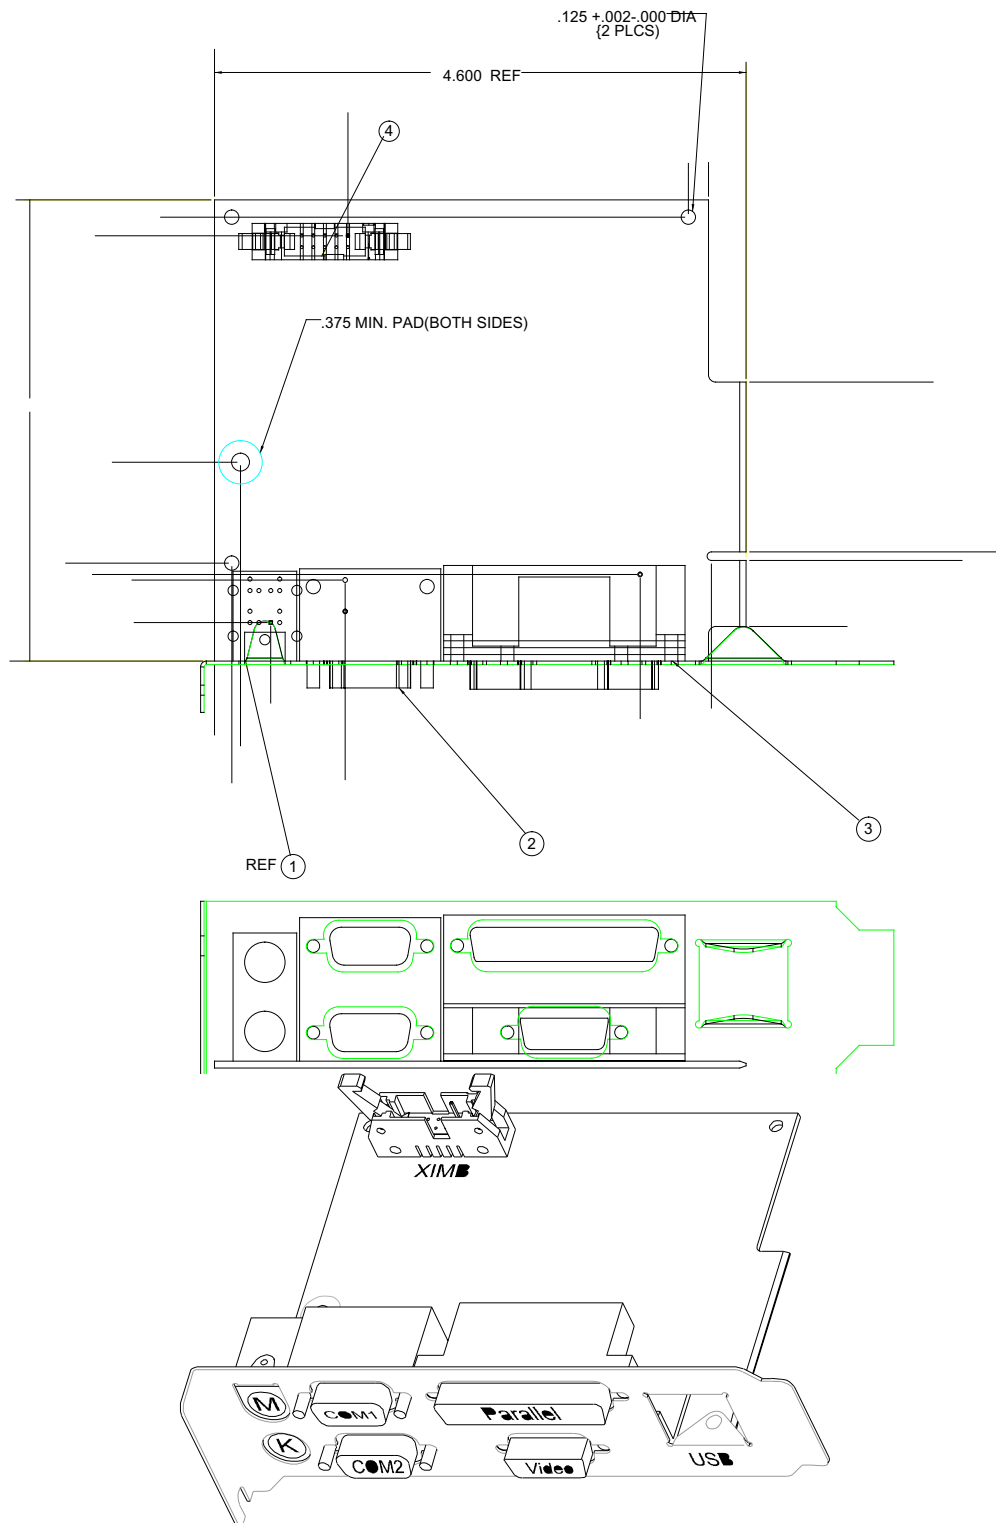 .125 +.002-.000 DIA
{2 PLCS)
4.600 REF
4
.375 MIN. PAD(BOTH SIDES)
3
2
REF 1
XIMB
M
COM1
Parallel
K
COM2
Video
USB